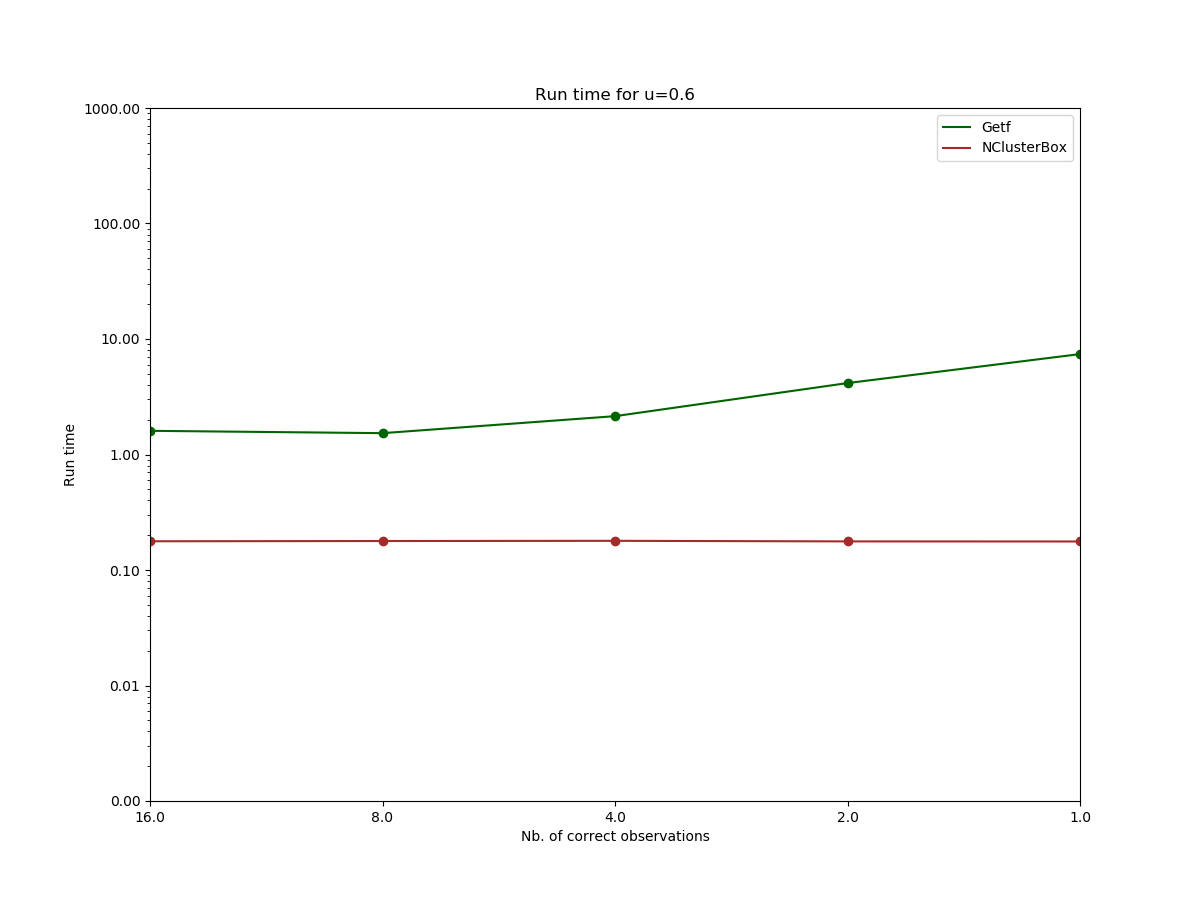 Run time for u=0.6
1000.00
Getf
NClusterBox
100.00
10.00
Run time
1.00
0.10
0.01
0.00
16.0 8.0 4.0 2.0 1.0
Nb. of correct observations